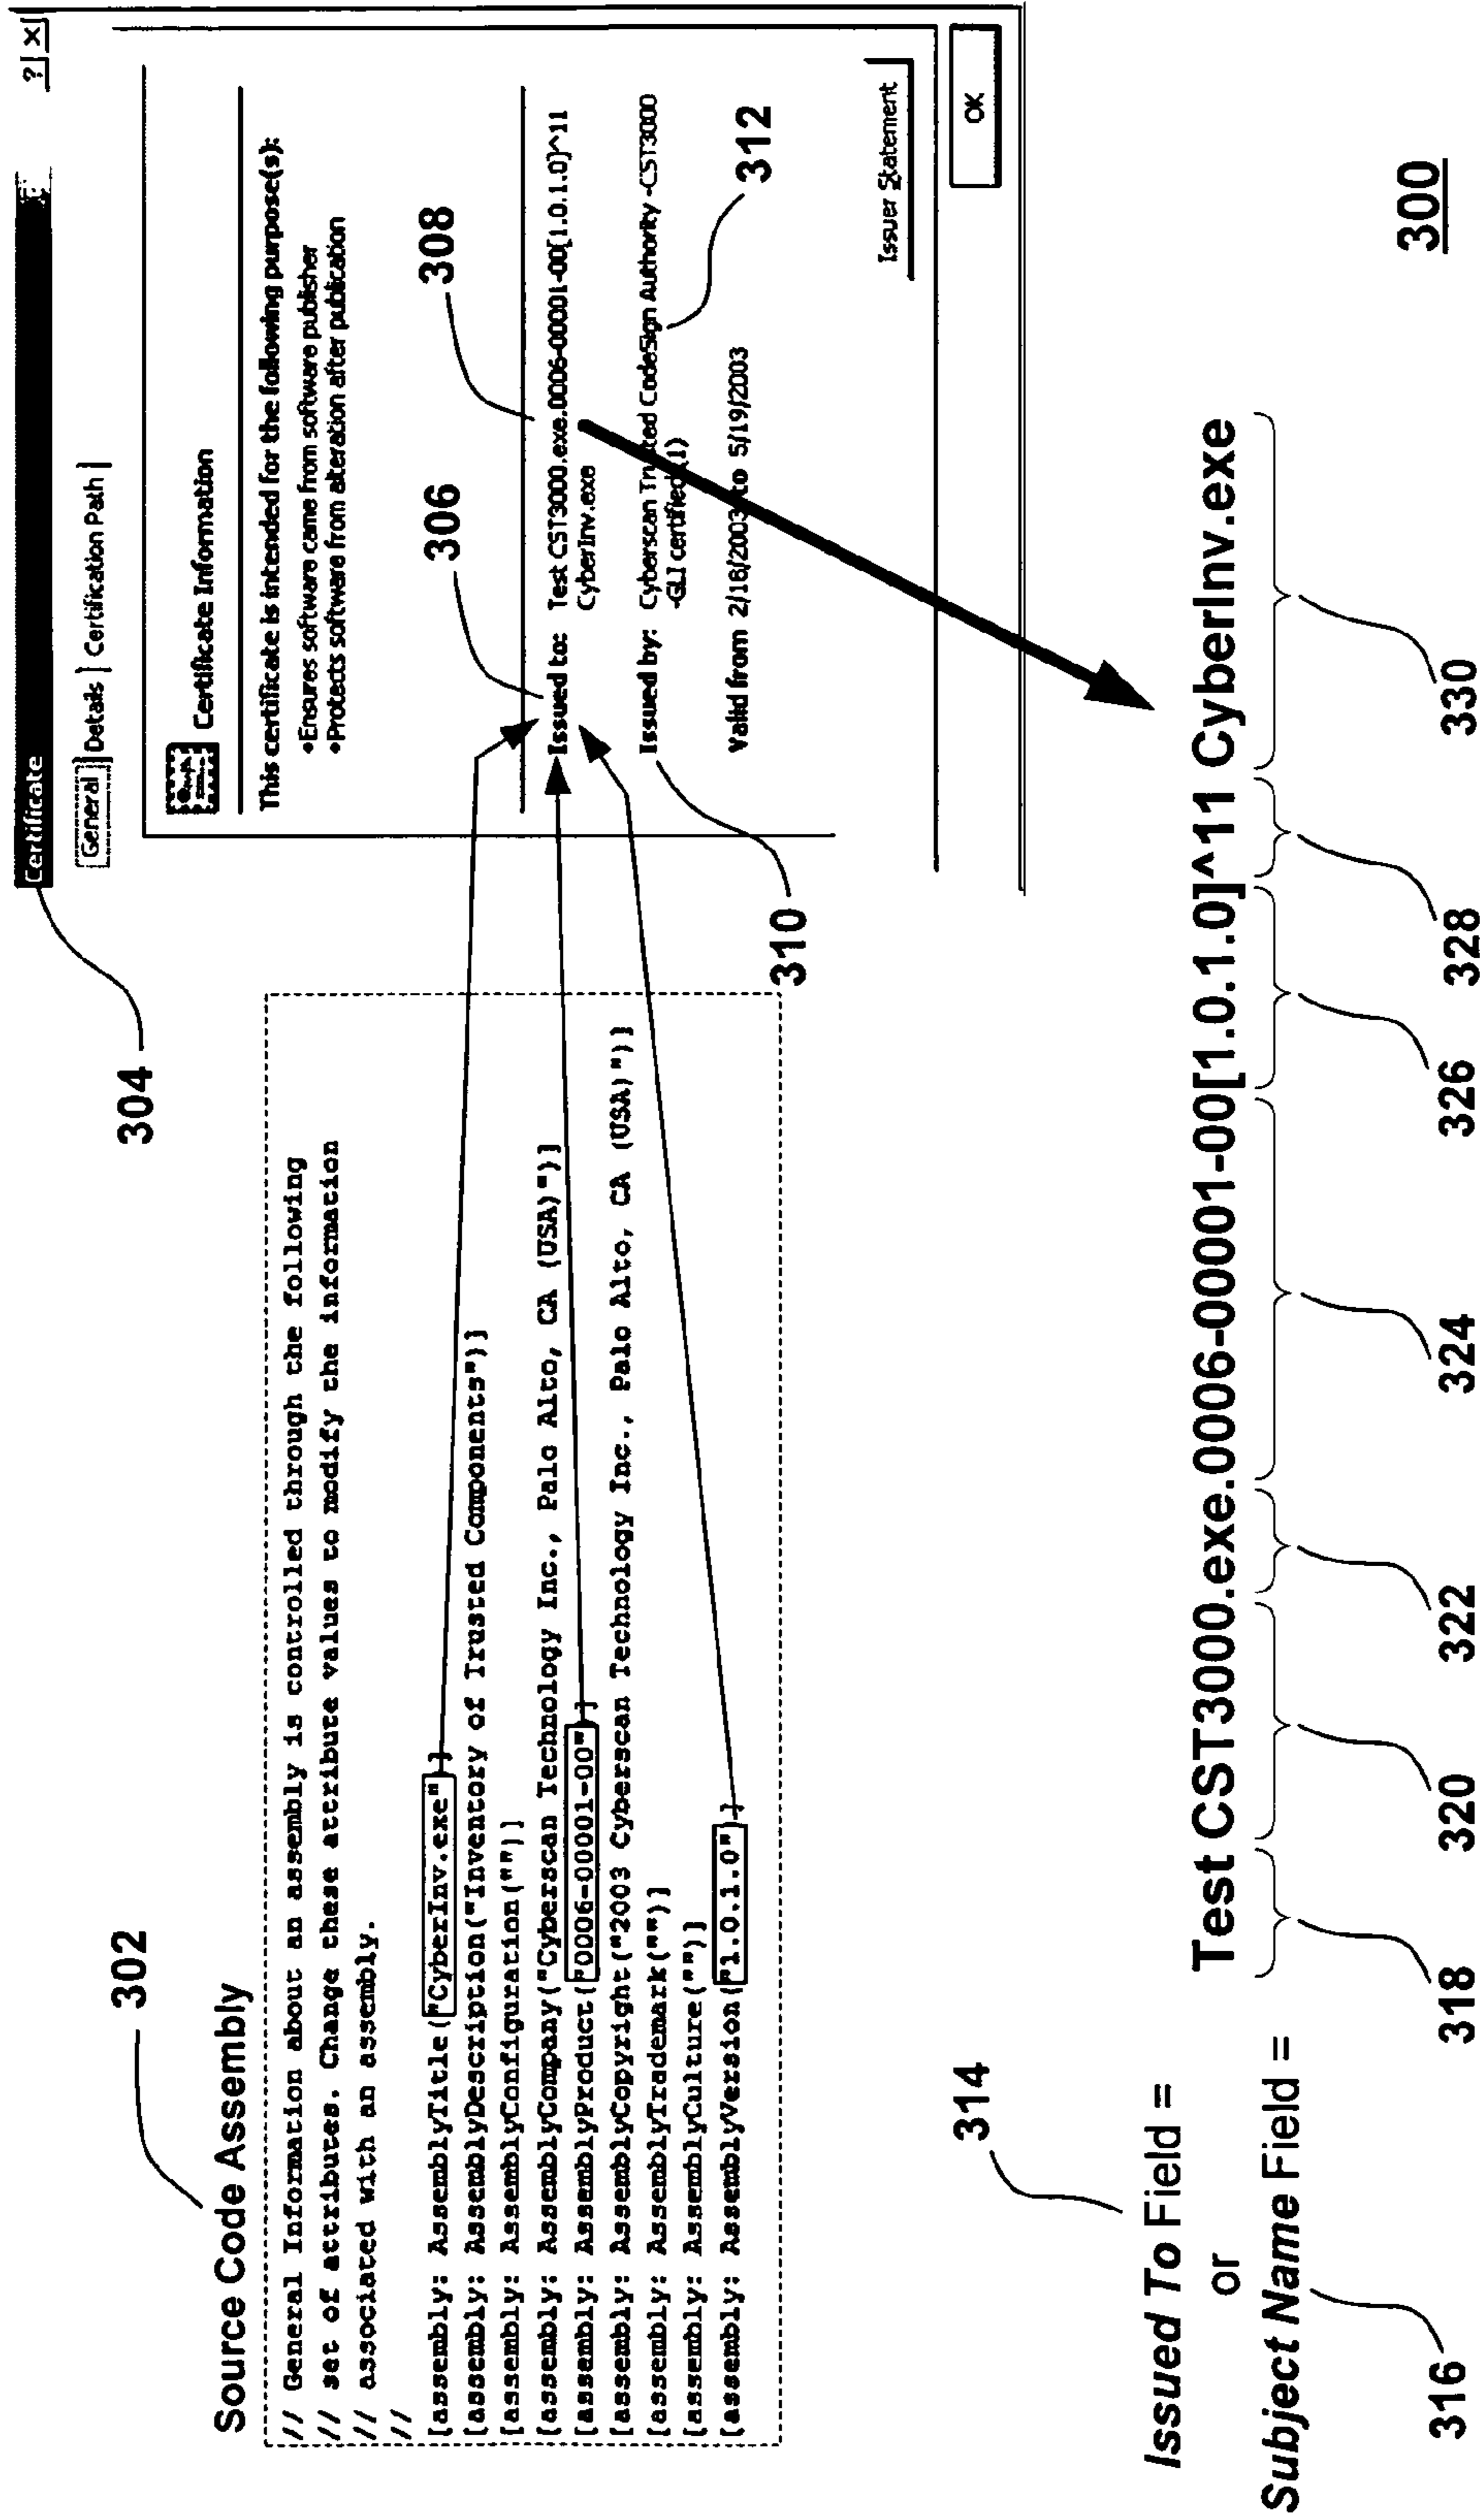 302
Source Code Assembly
// General Information about an assembly is controlled through the following
// set of attributes. Change these attribute values to modify the information
// associated with an assembly.
//
[assembly: AssemblyTitle("CyberInv.exe")]
[assembly: AssemblyDescription("Inventory of Trusted Components")]
[assembly: AssemblyConfiguration("")]
[assembly: AssemblyCompany("Cyberscan Technology Inc., Palo Alto, CA (USA)")]
[assembly: AssemblyProduct("0006-00001-00")]
[assembly: AssemblyCopyright("2003 Cyberscan Technology Inc., Palo Alto, CA (USA)")]
[assembly: AssemblyTrademark("")]
[assembly: AssemblyCulture("")]
[assembly: AssemblyVersion("1.0.1.0")]
304
Certificate
? X
General Details Certification Path
Certificate Information
This certificate is intended for the following purpose(s):
•Ensures software came from software publisher
•Protects software from alteration after publication
306
308
Issued to: Test CST3000.exe.0006-00001-00[1.0.1.0]^11
CyberInv.exe
Issued by: Cyberscan Trusted CodeSign Authority -CST3000
-GLI certified(1)
Valid from 2/18/2003 to 5/19/2003
310
312
Issuer Statement
OK
314
Issued To Field =
or
Subject Name Field =
316
Test CST3000.exe.0006-00001-00[1.0.1.0]^11 CyberInv.exe
318 320 322 324 326 328 330
300